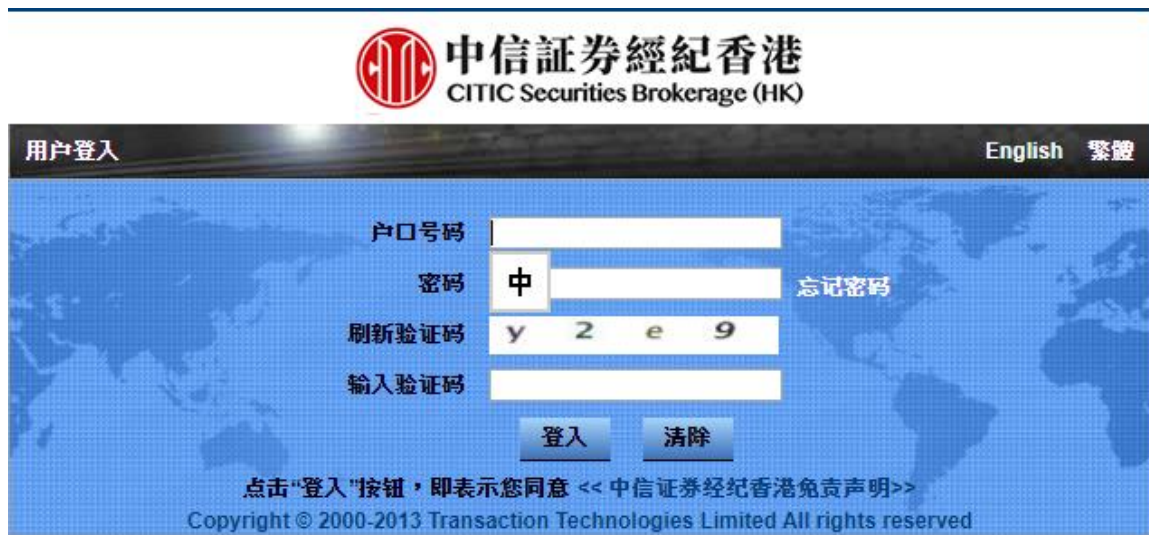 中信証券經紀香港
CITIC Securities Brokerage (HK)
用户登入 English 繁體
户口号码
密码 中 忘记密码
刷新验证码 y 2 e 9
输入验证码
登入 清除
点击“登入”按钮，即表示您同意 << 中信证券经纪香港免责声明>>
Copyright © 2000-2013 Transaction Technologies Limited All rights reserved